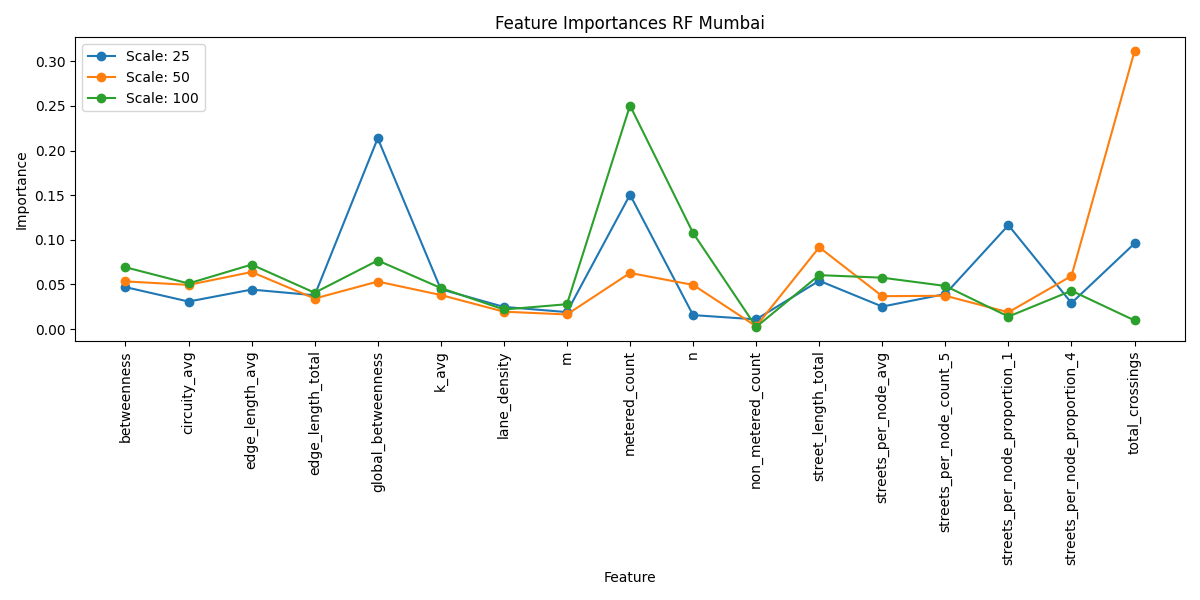 Feature Importances RF Mumbai
Scale: 25
Scale: 50
Scale: 100
Importance
0.30
0.25
0.20
0.15
0.10
0.05
0.00
betweenness
circuity_avg
edge_length_avg
edge_length_total
global_betweenness
k_avg
lane_density
m
metered_count
n
non_metered_count
street_length_total
streets_per_node_avg
streets_per_node_count_5
streets_per_node_proportion_1
streets_per_node_proportion_4
total_crossings
Feature